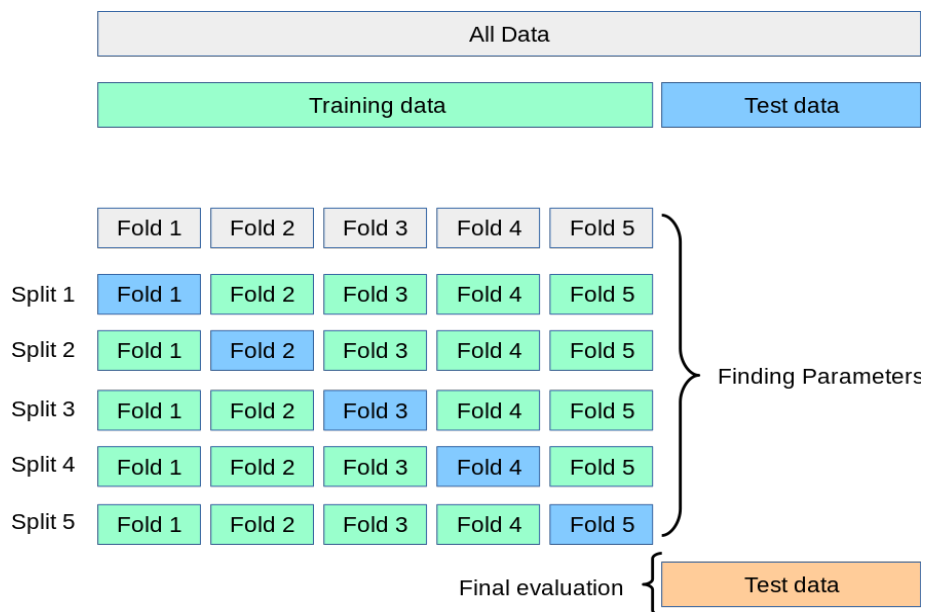 All Data
Training data Test data
Fold 1 Fold 2 Fold 3 Fold 4 Fold 5
Split 1 Fold 1 Fold 2 Fold 3 Fold 4 Fold 5
Split 2 Fold 1 Fold 2 Fold 3 Fold 4 Fold 5
Finding Parameters
Split 3 Fold 1 Fold 2 Fold 3 Fold 4 Fold 5
Split 4 Fold 1 Fold 2 Fold 3 Fold 4 Fold 5
Split 5 Fold 1 Fold 2 Fold 3 Fold 4 Fold 5
Final evaluation Test data